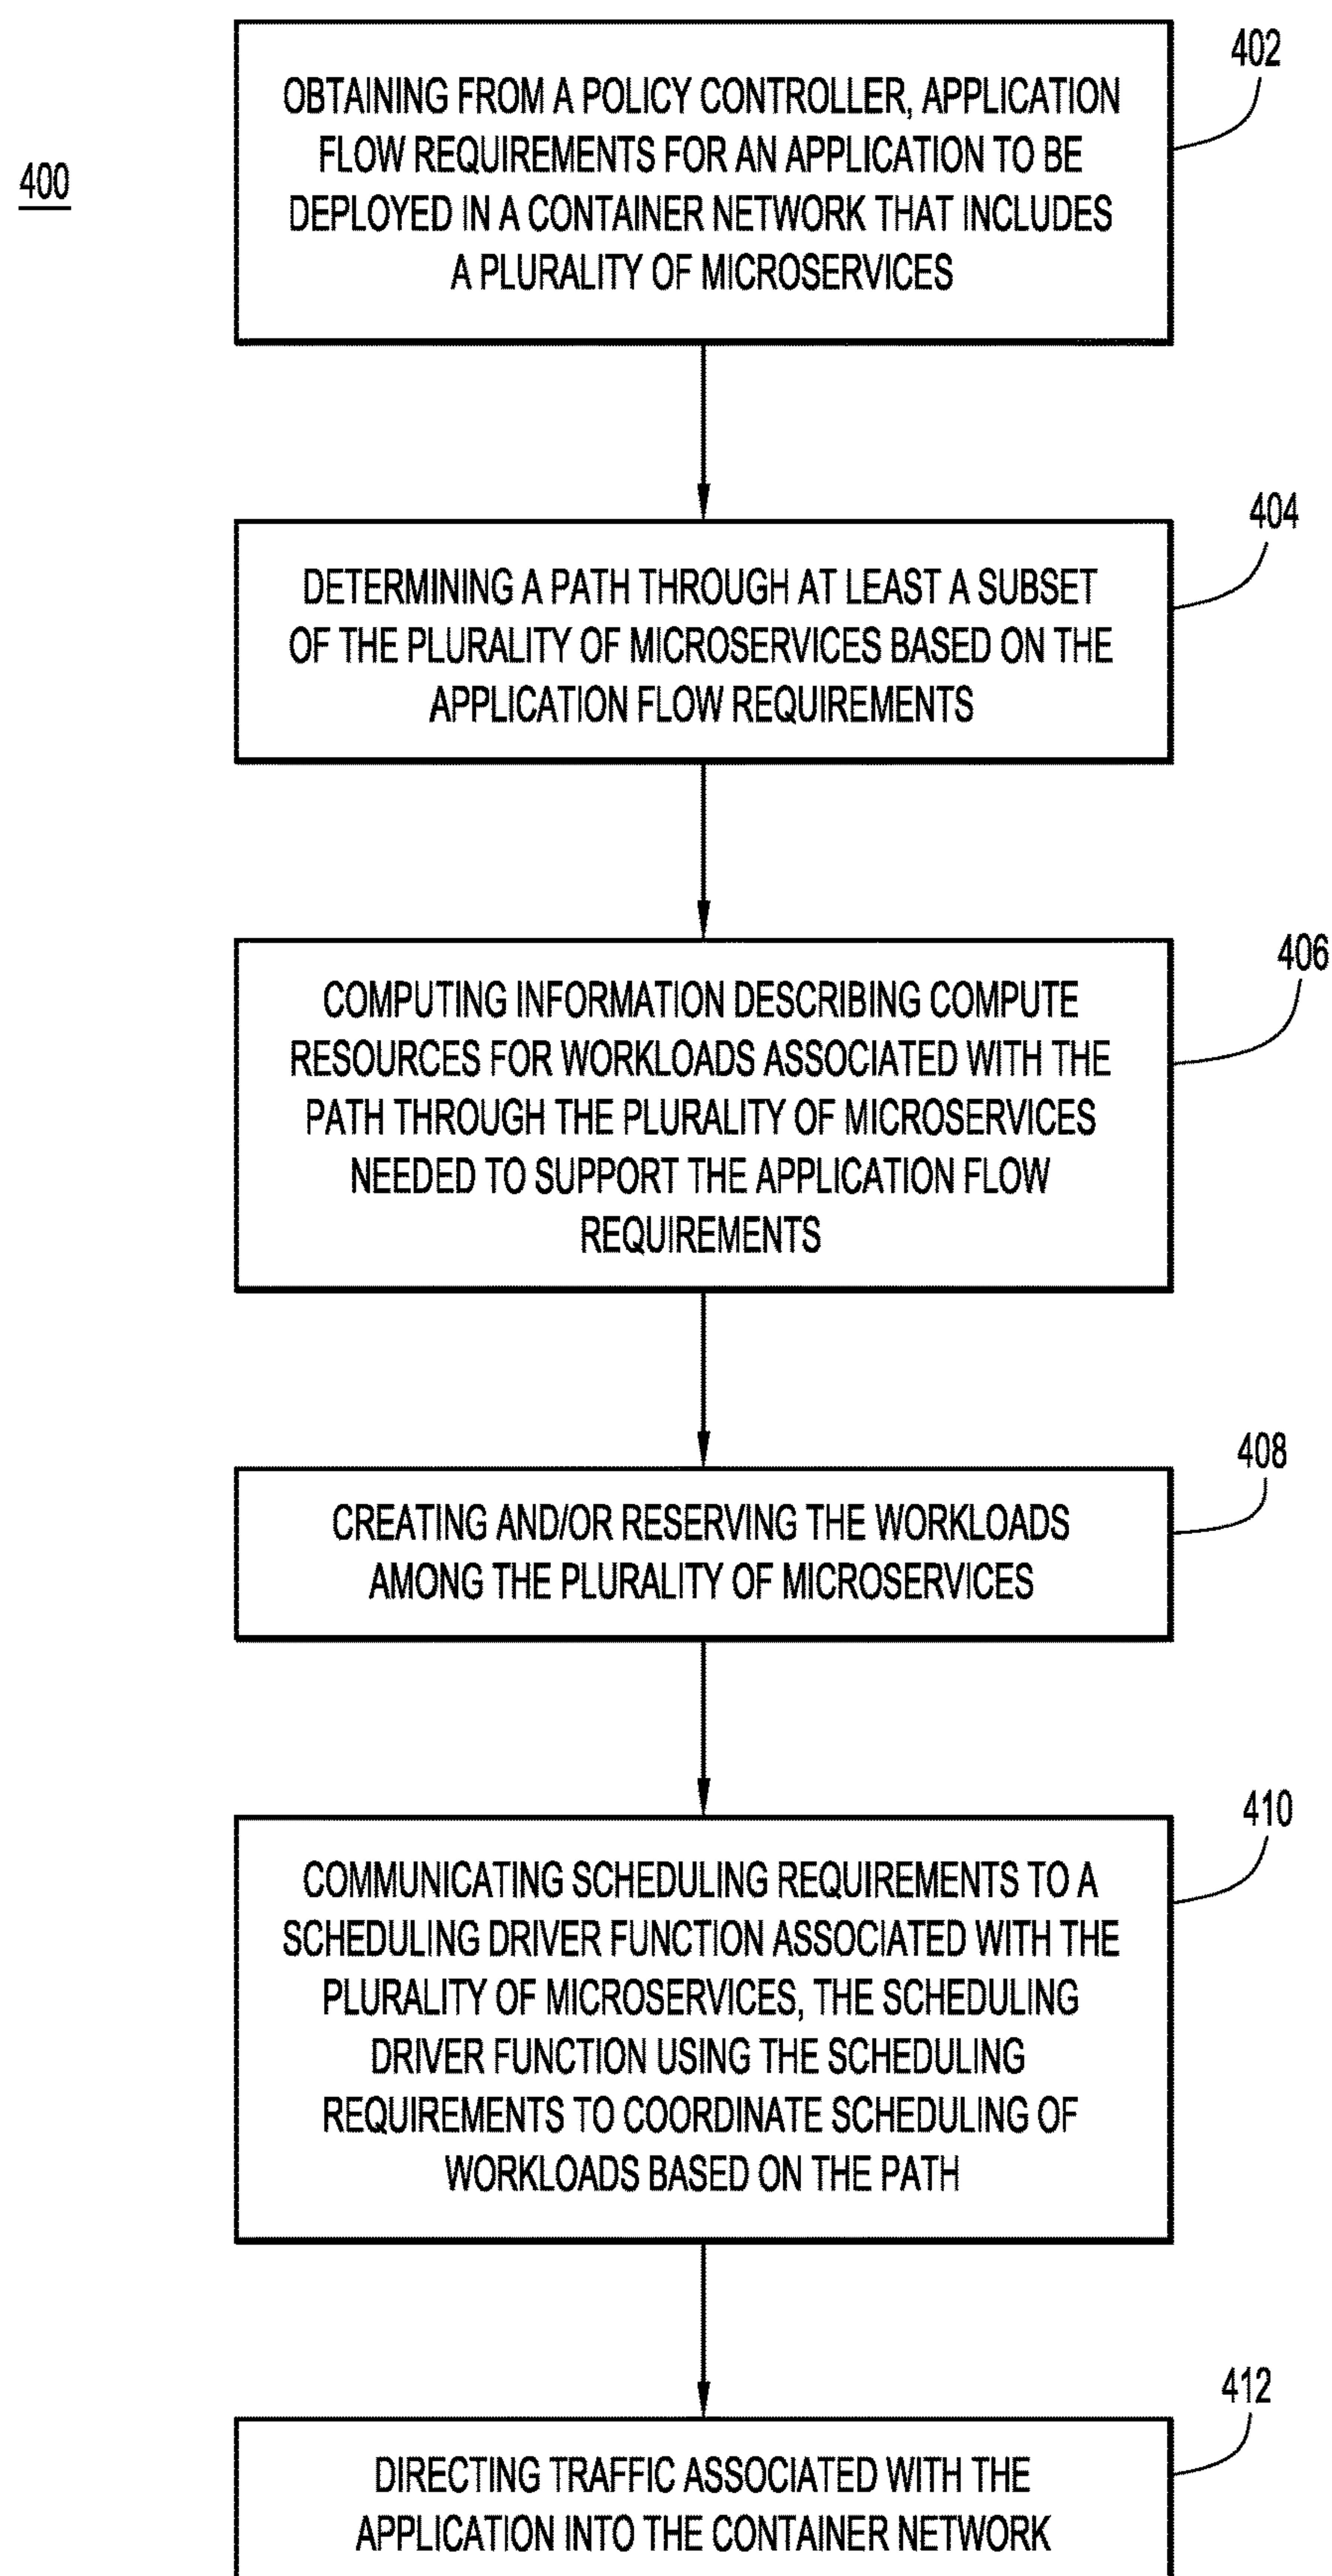 400
402
OBTAINING FROM A POLICY CONTROLLER, APPLICATION
FLOW REQUIREMENTS FOR AN APPLICATION TO BE
DEPLOYED IN A CONTAINER NETWORK THAT INCLUDES
A PLURALITY OF MICROSERVICES
404
DETERMINING A PATH THROUGH AT LEAST A SUBSET
OF THE PLURALITY OF MICROSERVICES BASED ON THE
APPLICATION FLOW REQUIREMENTS
406
COMPUTING INFORMATION DESCRIBING COMPUTE
RESOURCES FOR WORKLOADS ASSOCIATED WITH THE
PATH THROUGH THE PLURALITY OF MICROSERVICES
NEEDED TO SUPPORT THE APPLICATION FLOW
REQUIREMENTS
408
CREATING AND/OR RESERVING THE WORKLOADS
AMONG THE PLURALITY OF MICROSERVICES
410
COMMUNICATING SCHEDULING REQUIREMENTS TO A
SCHEDULING DRIVER FUNCTION ASSOCIATED WITH THE
PLURALITY OF MICROSERVICES, THE SCHEDULING
DRIVER FUNCTION USING THE SCHEDULING
REQUIREMENTS TO COORDINATE SCHEDULING OF
WORKLOADS BASED ON THE PATH
412
DIRECTING TRAFFIC ASSOCIATED WITH THE
APPLICATION INTO THE CONTAINER NETWORK